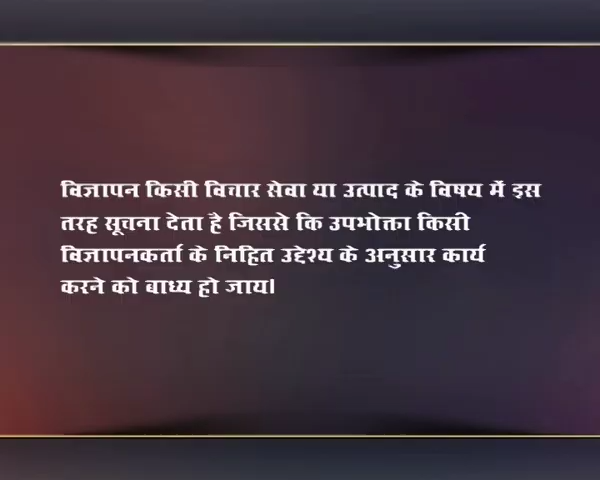 विज्ञापन किसी विचार सेवा या उत्पाद के विषय में इस
तरह सूचना देता है जिससे कि उपभोक्ता किसी
विज्ञापनकर्ता के निहित उद्देश्य के अनुसार कार्य
करने को बाध्य हो जाय।